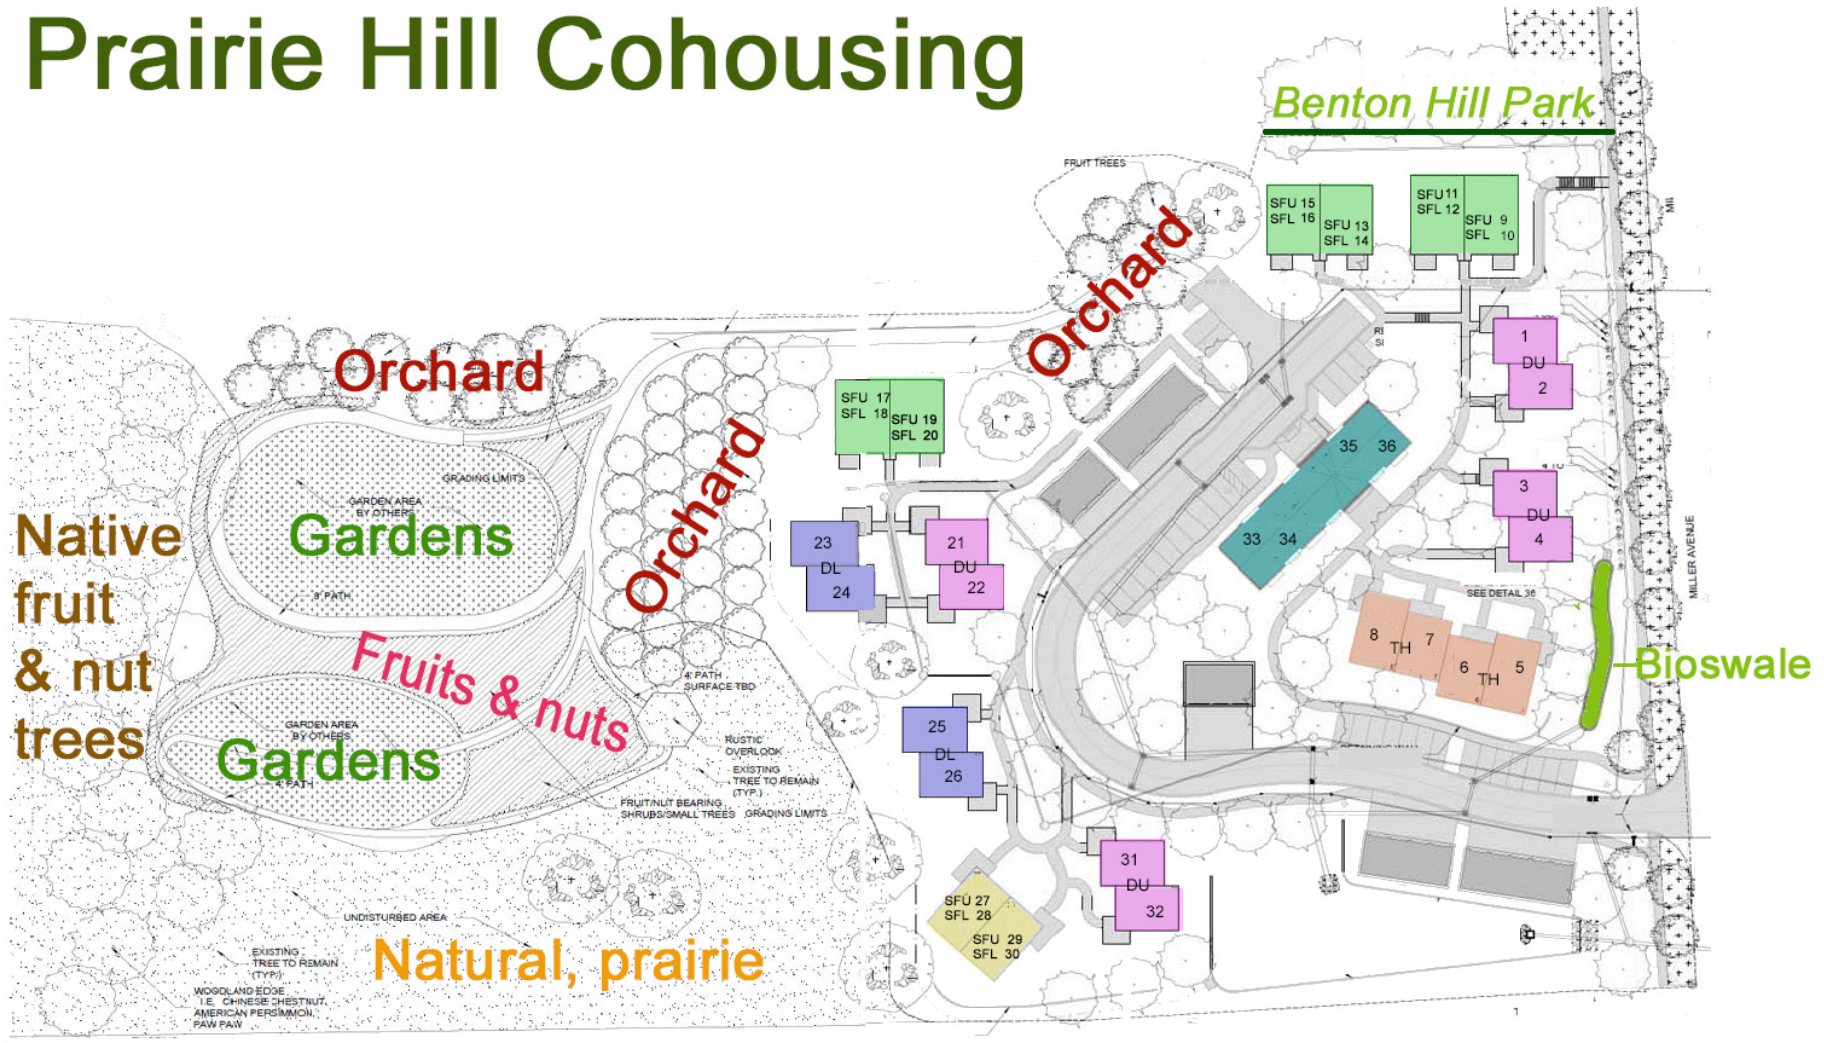 Prairie Hill Cohousing
Benton Hill Park
FRUIT TREES
SFU 15
SFL 16
SFU 13
SFL 14
SFU 11
SFL 12
SFU 9
SFL 10
MIL
Orchard
1
DU
2
Orchard
SFU 17
SFL 18
SFU 19
SFL 20
Orchard
35 36
33 34
3
DU
4
GRADING LIMITS
GARDEN AREA
BY OTHERS
Gardens
8' PATH
Native
fruit
& nut
trees
23
DL
24
21
DU
22
MILLER AVENUE
SEE DETAIL 36
8
TH
7
6
TH
5
Bioswale
Fruits & nuts
4' PATH
SURFACE TBD
GARDEN AREA
BY OTHERS
Gardens
4' PATH
RUSTIC
OVERLOOK
EXISTING
TREE TO REMAIN
(TYP.)
FRUIT/NUT BEARING
SHRUBS/SMALL TREES
GRADING LIMITS
25
DL
26
31
DU
32
SFU 27
SFL 28
SFU 29
SFL 30
UNDISTURBED AREA
Natural, prairie
EXISTING
TREE TO REMAIN
(TYP.)
WOODLAND EDGE
I.E. CHINESE CHESTNUT,
AMERICAN PERSIMMON,
PAW PAW